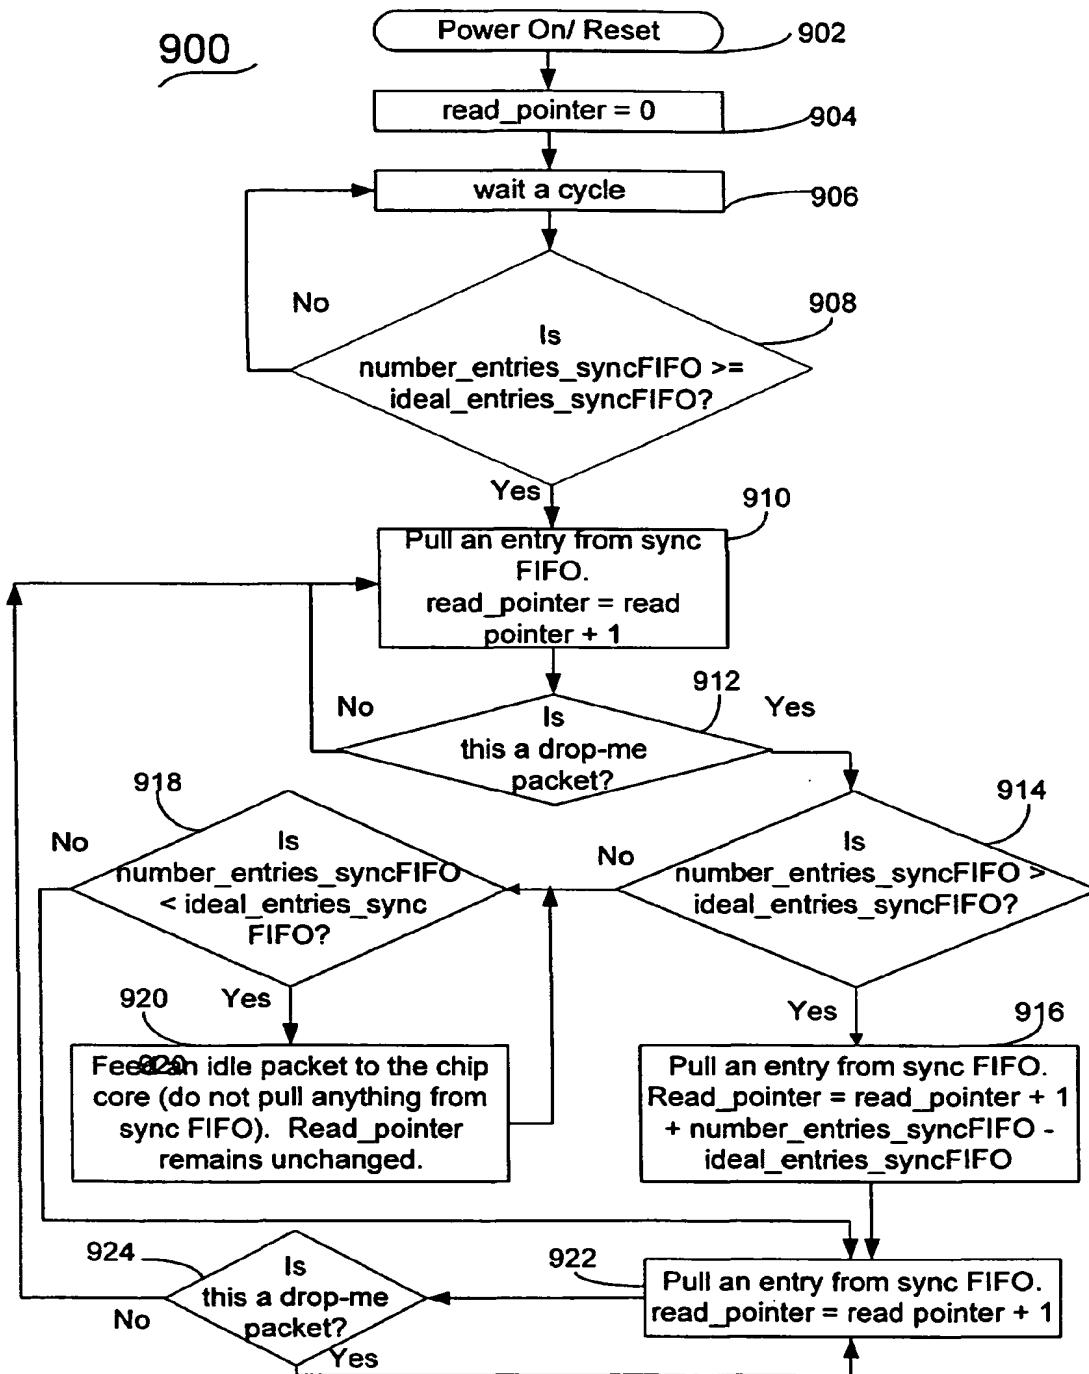 900
Power On/ Reset
902
read_pointer = 0
904
wait a cycle
906
No
908
Is
number_entries_syncFIFO >=
ideal_entries_syncFIFO?
Yes
910
Pull an entry from sync
FIFO.
read_pointer = read
pointer + 1
912
No
Yes
Is
this a drop-me
packet?
918
914
No
Is
number_entries_syncFIFO
< ideal_entries_sync
FIFO?
No
Is
number_entries_syncFIFO >
ideal_entries_syncFIFO?
920
Yes
Yes
916
920
Feed an idle packet to the chip
core (do not pull anything from
sync FIFO). Read_pointer
remains unchanged.
Pull an entry from sync FIFO.
Read_pointer = read_pointer + 1
+ number_entries_syncFIFO -
ideal_entries_syncFIFO
924
Is
this a drop-me
packet?
No
Yes
922
Pull an entry from sync FIFO.
read_pointer = read pointer + 1